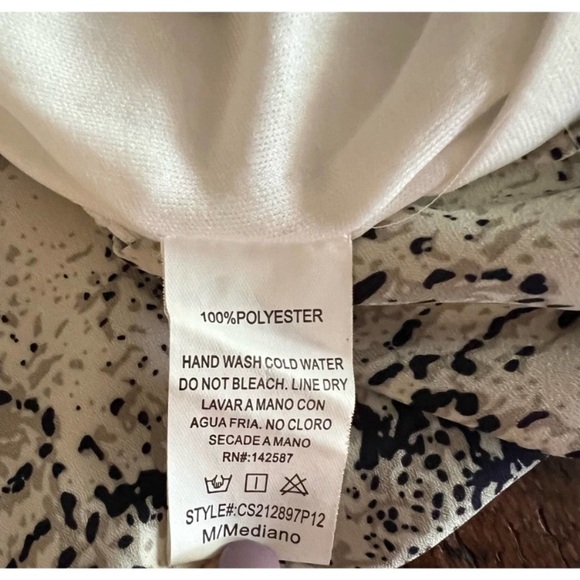 100%POLYESTER
HAND WASH COLD WATER
DO NOT BLEACH. LINE DRY
LAVAR A MANO CON
AGUA FRIA. NO CLORO
SECADE A MANO
RN#:142587
STYLE#:CS212897P12
M/Mediano